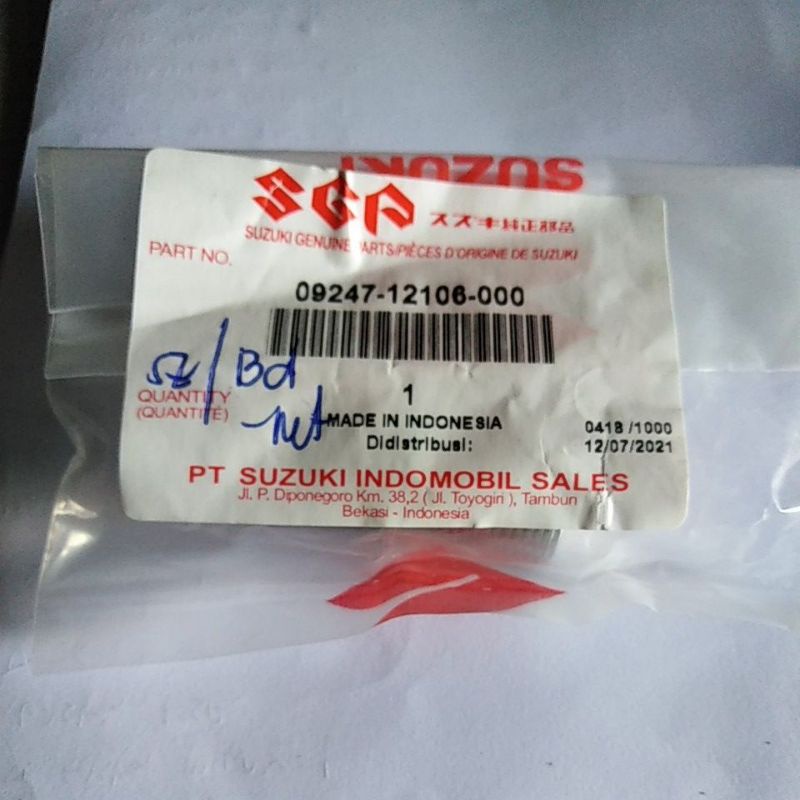 SUZUKI
SGP スズキ純正部品
SUZUKI GENUINE PARTS/PIÈCES D'ORIGINE DE SUZUKI
PART NO.
09247-12106-000
QUANTITY
(QUANTITÉ)
1
MADE IN INDONESIA
Didistribusi:
0418 /1000
12/07/2021
PT SUZUKI INDOMOBIL SALES
Jl. P. Diponegoro Km. 38,2 ( Jl. Toyogiri ), Tambun
Bekasi - Indonesia